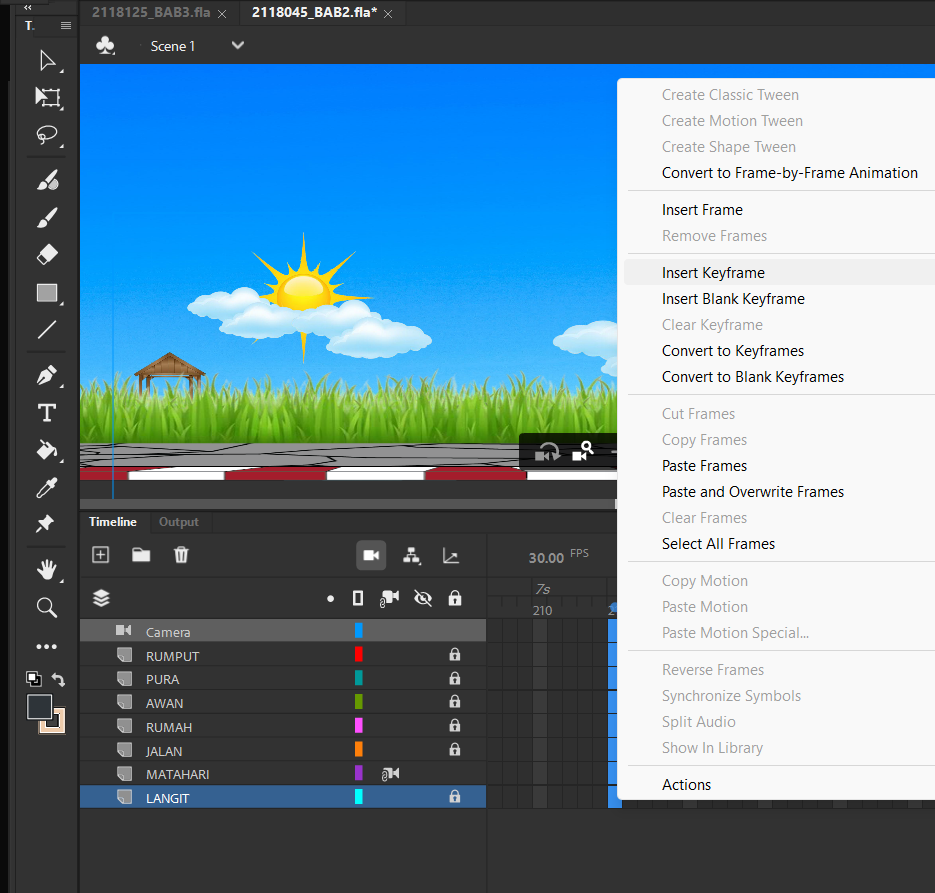 2118125_BAB3.fla
2118045_BAB2.fla*
Scene 1
Create Classic Tween
Create Motion Tween
Create Shape Tween
Convert to Frame-by-Frame Animation
Insert Frame
Remove Frames
Insert Keyframe
Insert Blank Keyframe
Clear Keyframe
Convert to Keyframes
Convert to Blank Keyframes
Cut Frames
Copy Frames
Paste Frames
Paste and Overwrite Frames
Clear Frames
Select All Frames
Copy Motion
Paste Motion
Paste Motion Special...
Reverse Frames
Synchronize Symbols
Split Audio
Show In Library
Actions
Timeline
Output
30.00 FPS
7s
210
Camera
RUMPUT
PURA
AWAN
RUMAH
JALAN
MATAHARI
LANGIT